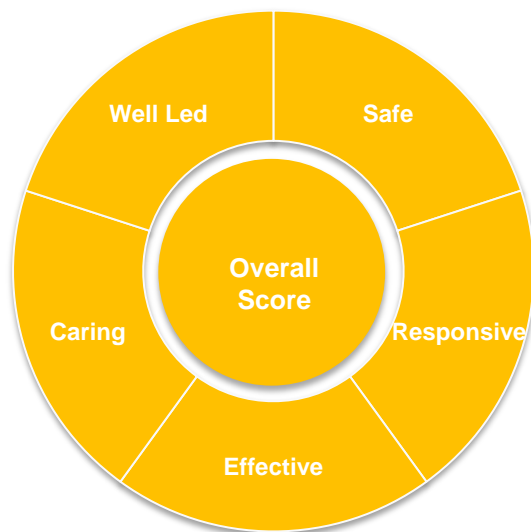 Well Led
Safe
Overall
Score
Caring
Responsive
Effective